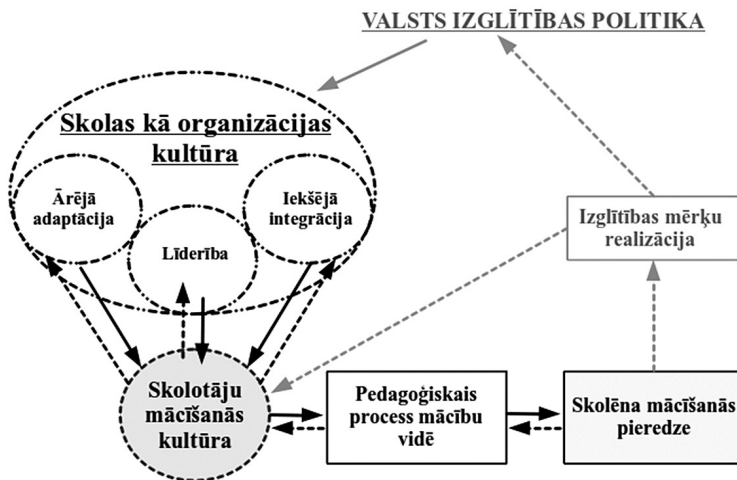 VALSTS IZGLĪTĪBAS POLITIKA
Skolas kā organizācijas
kultūra
Ārējā
adaptācija
Iekšējā
integrācija
Līderība
Izglītības mērķu
realizācija
Skolotāju
mācīšanās
kultūra
Pedagoģiskais
process mācību
vidē
Skolēna mācīšanās
pieredze